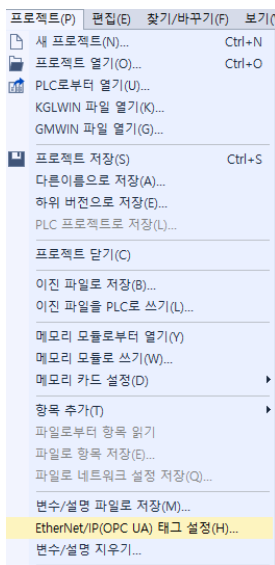 프로젝트(P) 편집(E) 찾기/바꾸기(F) 보기(
새 프로젝트(N)... Ctrl+N
프로젝트 열기(O)... Ctrl+O
PLC로부터 열기(U)...
KGLWIN 파일 열기(K)...
GMWIN 파일 열기(G)...
프로젝트 저장(S) Ctrl+S
다른이름으로 저장(A)...
하위 버전으로 저장(E)...
PLC 프로젝트로 저장(L)...
프로젝트 닫기(C)
이진 파일로 저장(B)...
이진 파일을 PLC로 쓰기(L)...
메모리 모듈로부터 열기(Y)
메모리 모듈로 쓰기(W)...
메모리 카드 설정(D)
항목 추가(T)
파일로부터 항목 읽기
파일로 항목 저장(E)...
파일로 네트워크 설정 저장(Q)...
변수/설명 파일로 저장(M)...
EtherNet/IP(OPC UA) 태그 설정(H)...
변수/설명 지우기...